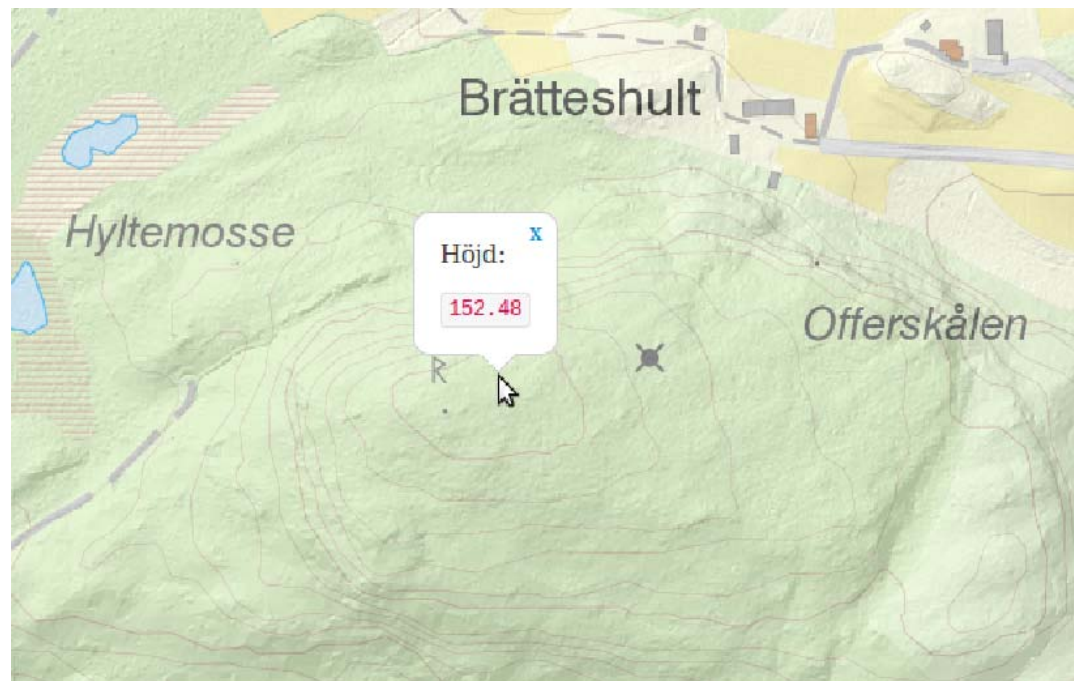 Brätteshult
Hyltemosse
x
Höjd:
152.48
R
Offerskålen